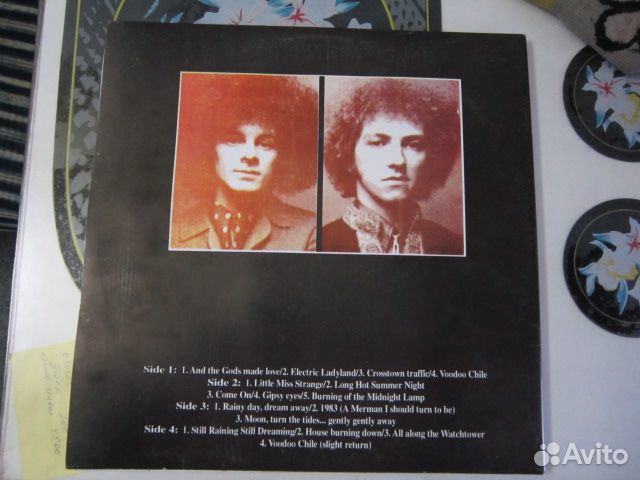 Side 1: 1. And the Gods made love/2. Electric Ladyland/3. Crosstown traffic/4. Voodoo Chile
Side 2: 1. Little Miss Strange/2. Long Hot Summer Night
3. Come On/4. Gipsy eyes/5. Burning of the Midnight Lamp
Side 3: 1. Rainy day, dream away/2. 1983 (A Merman I should turn to be)
3. Moon, turn the tides... gently gently away
Side 4: 1. Still Raining Still Dreaming/2. House burning down/3. All along the Watchtower
4. Voodoo Chile (slight return)
Avito